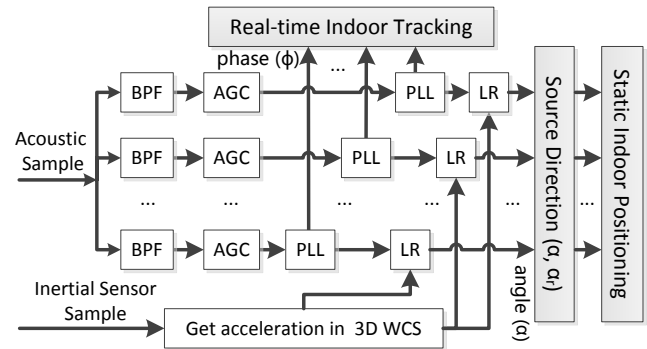 Real-time Indoor Tracking
phase (ϕ)
...
BPF
AGC
PLL
LR
Acoustic
Sample
BPF
AGC
PLL
LR
...
...
...
...
...
...
BPF
AGC
PLL
LR
Inertial Sensor
Sample
Get acceleration in 3D WCS
angle (α)
Source Direction (α, αr)
Static Indoor Positioning